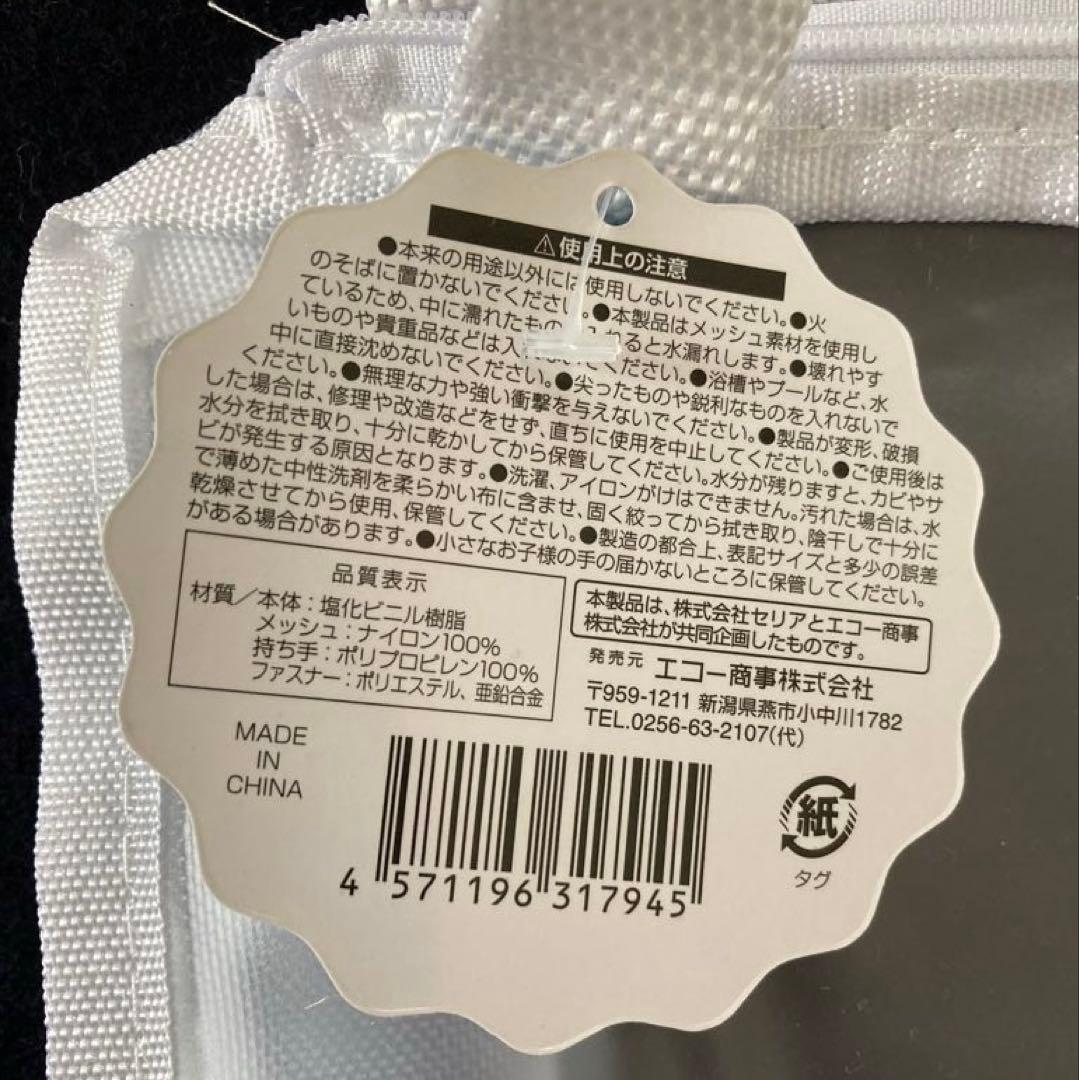 ⚠使用上の注意
●本来の用途以外には使用しないでください。●火
のそばに置かないでください。●本製品はメッシュ素材を使用し
ているため、中に濡れたものを入れると水漏れします。●壊れやす
いものや貴重品などは入れないでください。●浴槽やプールなど、水
中に直接沈めないでください。●尖ったものや鋭利なものを入れないで
ください。●無理な力や強い衝撃を与えないでください。●製品が変形、破損
した場合は、修理や改造などをせず、直ちに使用を中止してください。●ご使用後は
水分を拭き取り、十分に乾かしてから保管してください。水分が残りますと、カビやサ
ビが発生する原因となります。●洗濯、アイロンがけはできません。汚れた場合は、水
で薄めた中性洗剤を柔らかい布に含ませ、固く絞ってから拭き取り、陰干しで十分に
乾燥させてから使用、保管してください。●製造の都合上、表記サイズと多少の誤差
がある場合があります。●小さなお子様の手の届かないところに保管してください。
品質表示
材質/本体:塩化ビニル樹脂
メッシュ:ナイロン100%
持ち手:ポリプロピレン100%
ファスナー:ポリエステル、亜鉛合金
本製品は、株式会社セリアとエコー商事
株式会社が共同企画したものです。
発売元 エコー商事株式会社
〒959-1211 新潟県燕市小中川1782
TEL.0256-63-2107(代)
MADE
IN
CHINA
4 571196 317945
紙
タグ